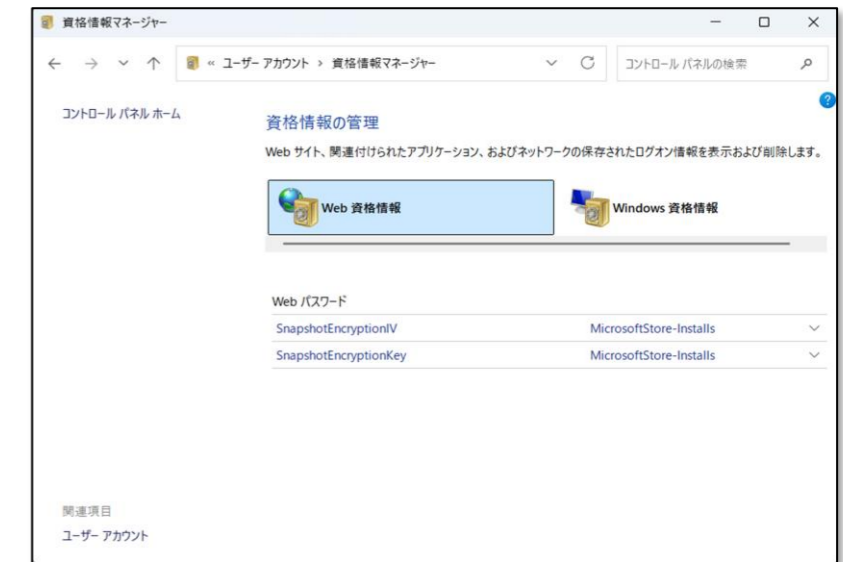 資格情報マネージャー
« ユーザー アカウント › 資格情報マネージャー
コントロール パネルの検索
コントロール パネル ホーム
?
資格情報の管理
Web サイト、関連付けられたアプリケーション、およびネットワークの保存されたログオン情報を表示および削除します。
Web 資格情報
Windows 資格情報
Web パスワード
SnapshotEncryptionIV MicrosoftStore-Installs
SnapshotEncryptionKey MicrosoftStore-Installs
関連項目
ユーザー アカウント